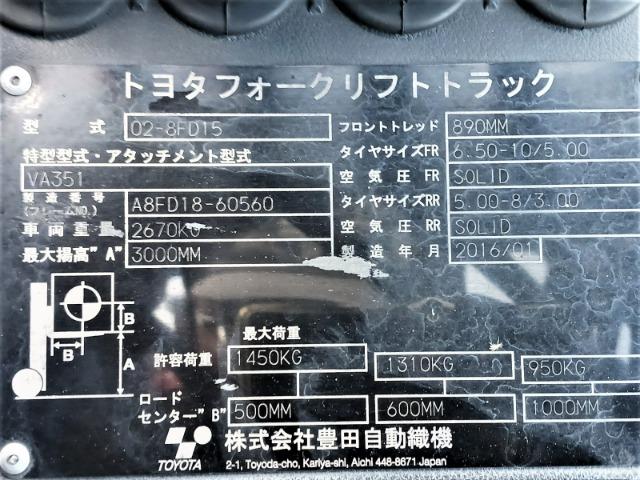 トヨタフォークリフトトラック
型式 02-8FD15
フロントトレッド 890MM
特型型式・アタッチメント型式
VA351
タイヤサイズFR 6.50-10/5.00
空気圧 FR SOLID
製造番号
(フレームNO.) A8FD18-60560
タイヤサイズRR 5.00-8/3.00
車両重量 2670KG
空気圧 RR SOLID
最大揚高"A" 3000MM
製造年月 2016/01
B
B
A
最大荷重
許容荷重 1450KG 1310KG 950KG
ロード
センター"B" 500MM 600MM 1000MM
株式会社豊田自動織機
TOYOTA
2-1, Toyoda-cho, Kariya-shi, Aichi 448-8671 Japan